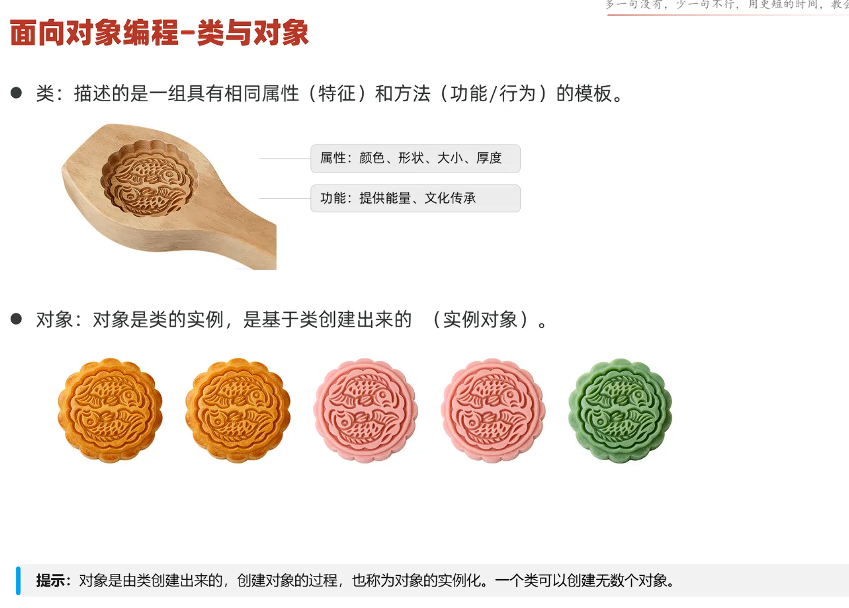 多一句没有，少一句不行，用更短的时间，教会
面向对象编程-类与对象
● 类：描述的是一组具有相同属性（特征）和方法（功能/行为）的模板。
属性：颜色、形状、大小、厚度
功能：提供能量、文化传承
● 对象：对象是类的实例，是基于类创建出来的 （实例对象）。
提示：对象是由类创建出来的，创建对象的过程，也称为对象的实例化。一个类可以创建无数个对象。